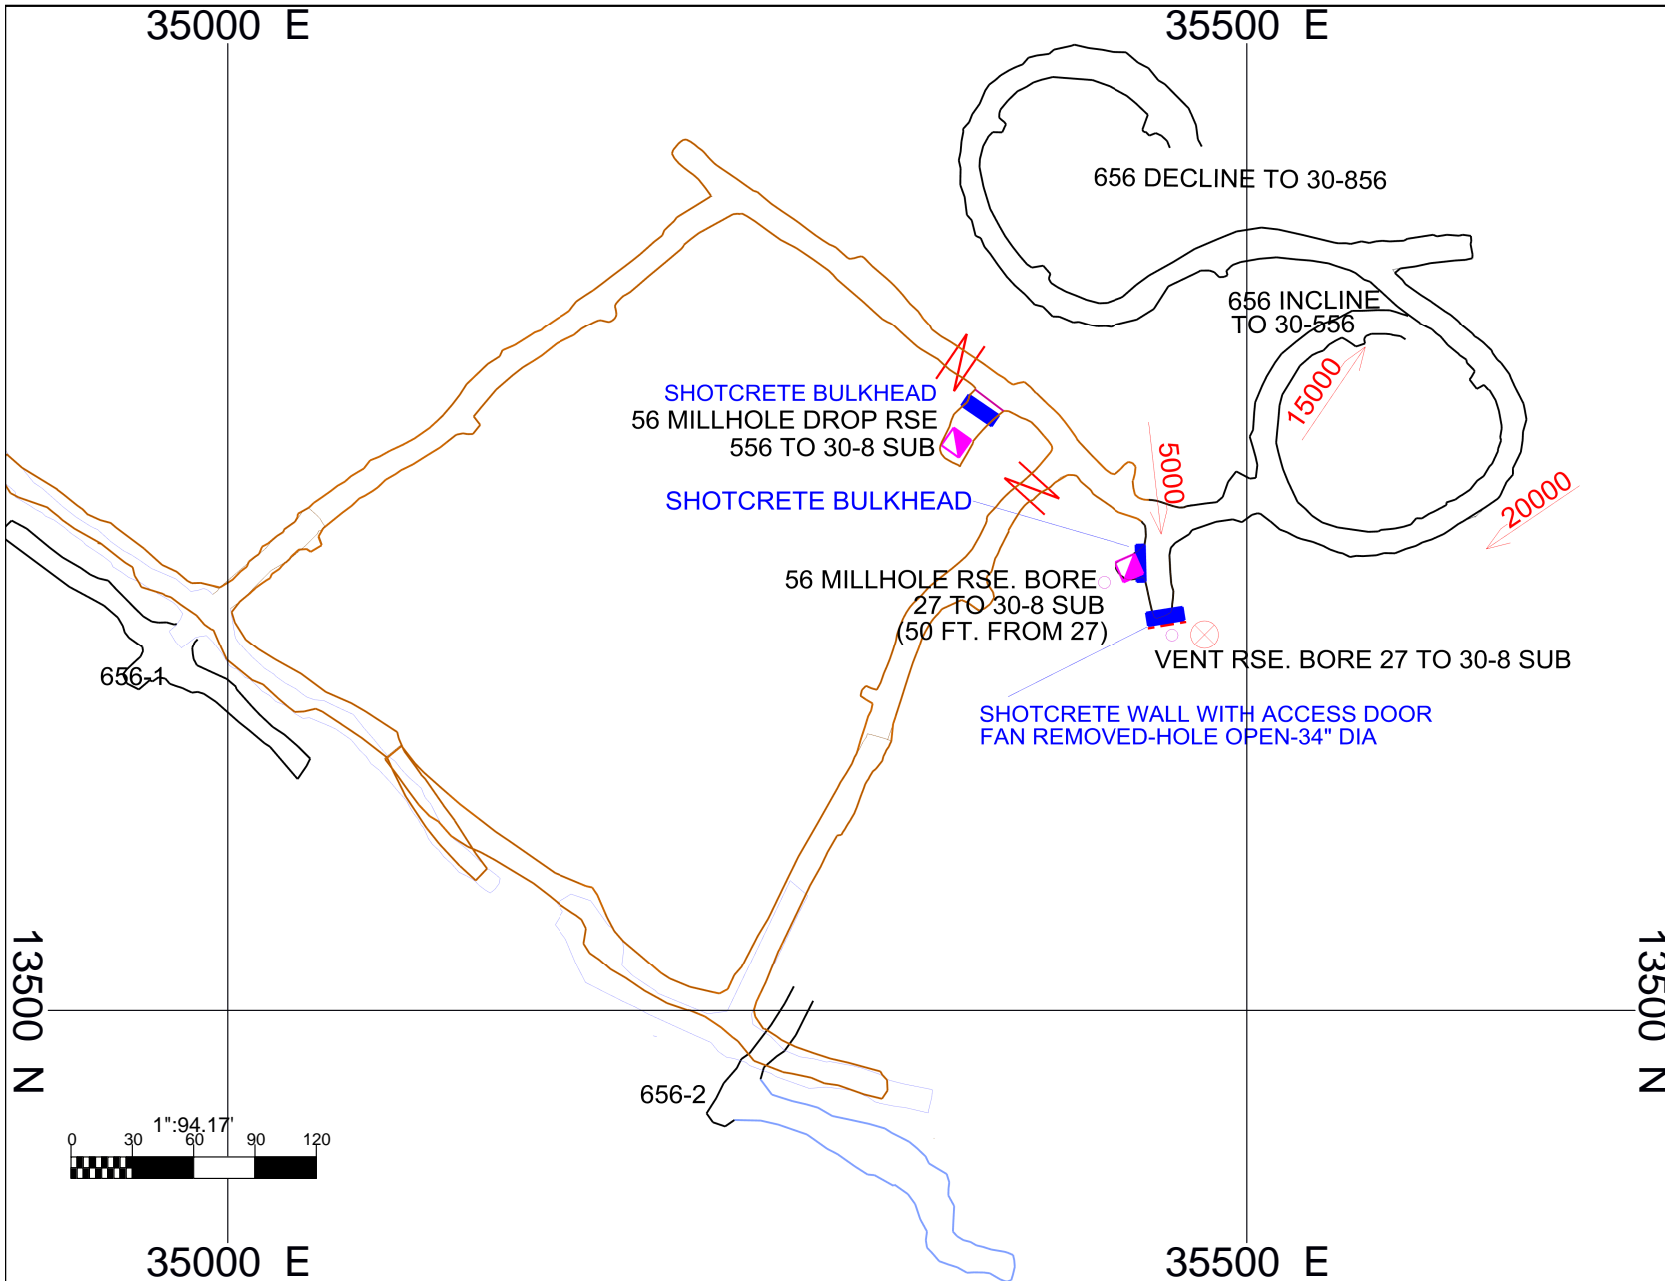 35000 E
35500 E
656 DECLINE TO 30-856
656 INCLINE
TO 30-556
15000
SHOTCRETE BULKHEAD
56 MILLHOLE DROP RSE
556 TO 30-8 SUB
5000
20000
SHOTCRETE BULKHEAD
56 MILLHOLE RSE. BORE
27 TO 30-8 SUB
(50 FT. FROM 27)
VENT RSE. BORE 27 TO 30-8 SUB
656-1
SHOTCRETE WALL WITH ACCESS DOOR
FAN REMOVED-HOLE OPEN-34" DIA
13500 N
13500 N
656-2
1":94.17'
0 30 60 90 120
35000 E
35500 E